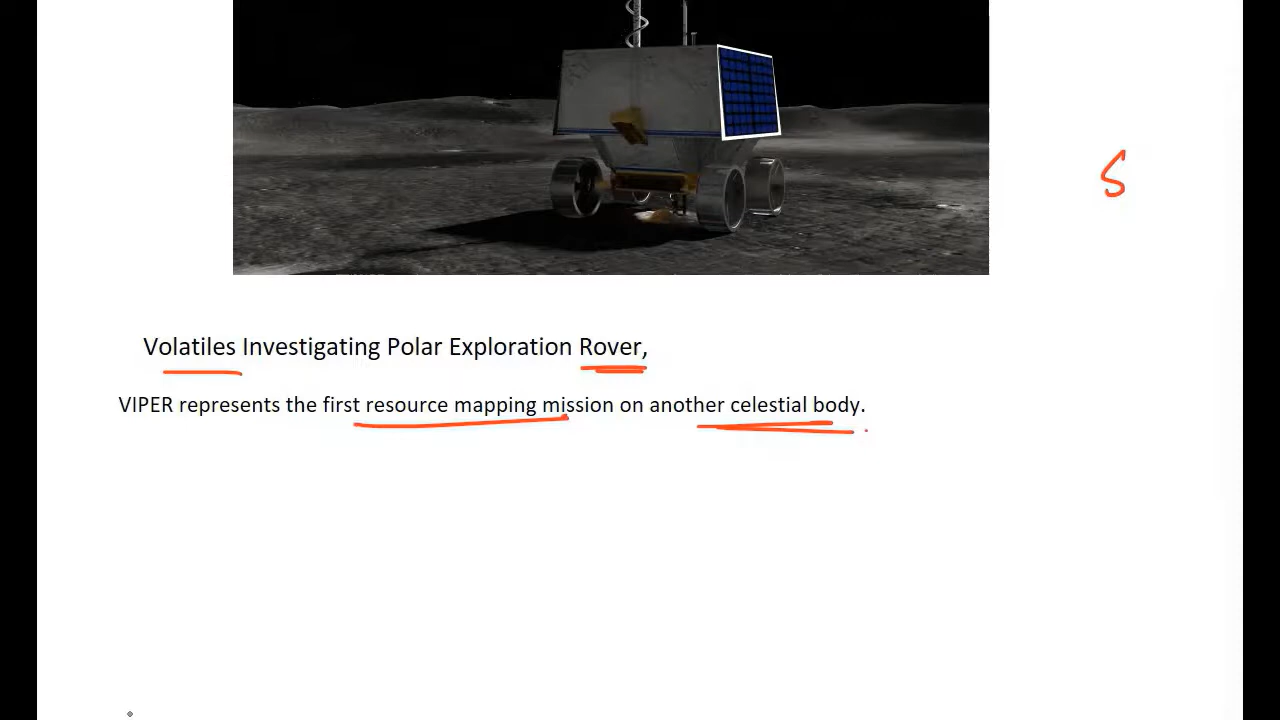 S
Volatiles Investigating Polar Exploration Rover,
VIPER represents the first resource mapping mission on another celestial body.